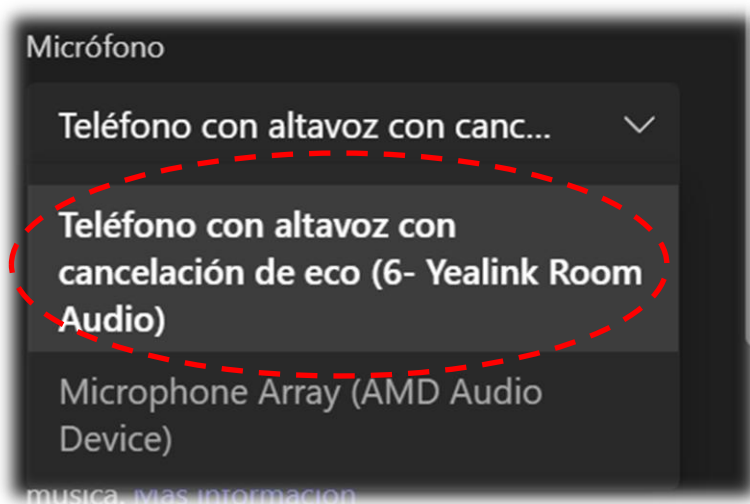 Micrófono
Teléfono con altavoz con canc...
Teléfono con altavoz con
cancelación de eco (6- Yealink Room
Audio)
Microphone Array (AMD Audio
Device)
música. Más información